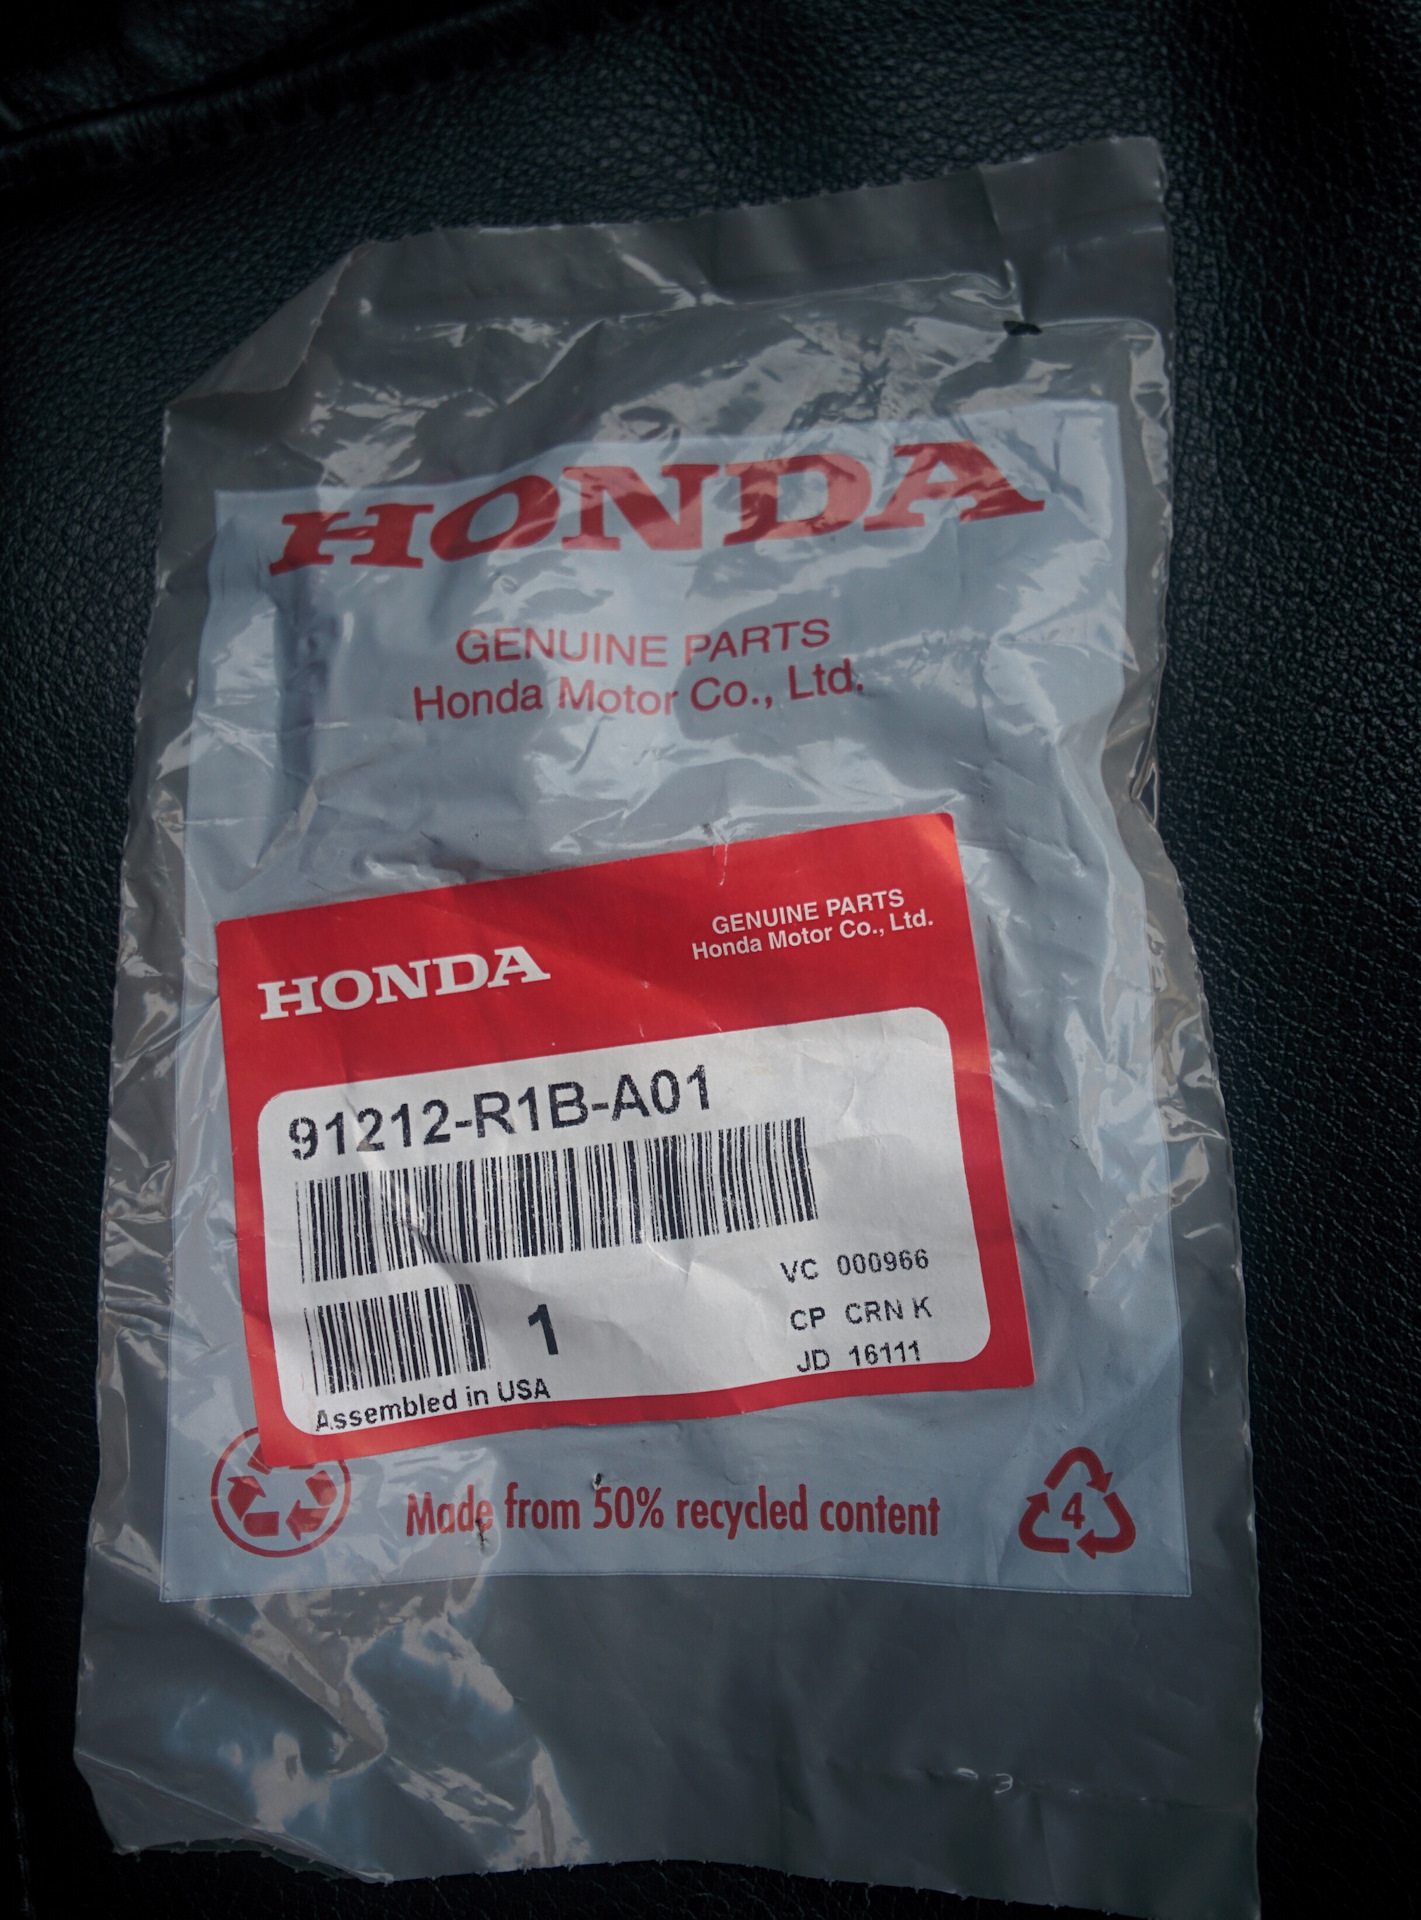 HONDA
GENUINE PARTS
Honda Motor Co., Ltd.
HONDA
GENUINE PARTS
Honda Motor Co., Ltd.
91212-R1B-A01
1
VC 000966
CP CRN K
JD 16111
Assembled in USA
Made from 50% recycled content
4